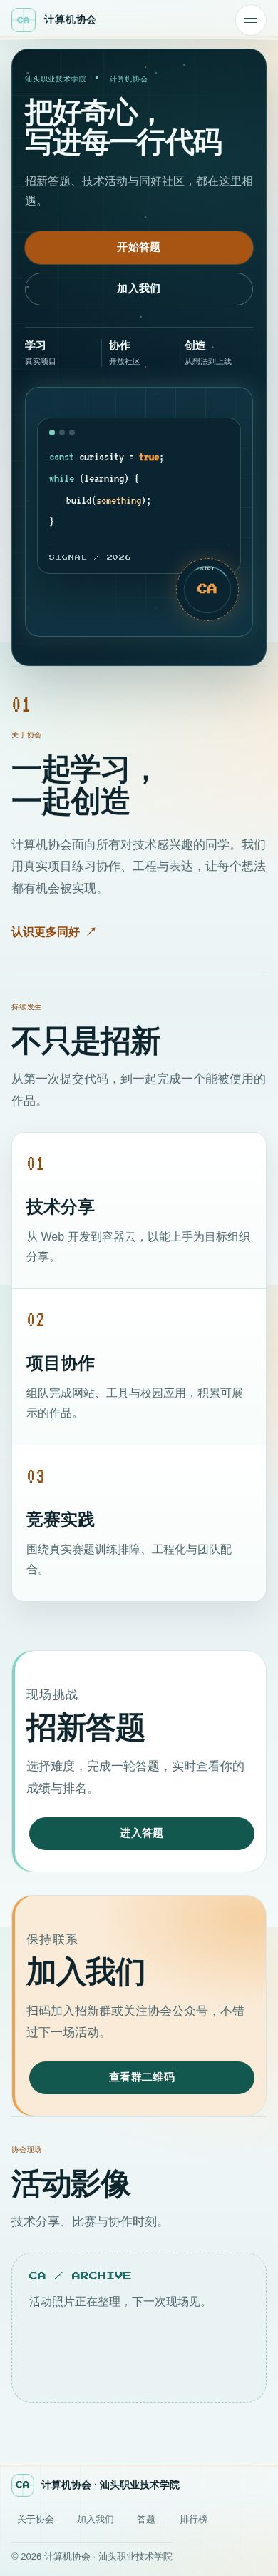 CA 计算机协会
汕头职业技术学院 • 计算机协会
把好奇心，
写进每一行代码
招新答题、技术活动与同好社区，都在这里相
遇。
开始答题
加入我们
学习 协作 创造
真实项目 开放社区 从想法到上线
const curiosity = true;
while (learning) {
build(something);
}
SIGNAL / 2026
CA
01
关于协会
一起学习，
一起创造
计算机协会面向所有对技术感兴趣的同学。我们
用真实项目练习协作、工程与表达，让每个想法
都有机会被实现。
认识更多同好 ↗
持续发生
不只是招新
从第一次提交代码，到一起完成一个能被使用的
作品。
01
技术分享
从 Web 开发到容器云，以能上手为目标组织
分享。
02
项目协作
组队完成网站、工具与校园应用，积累可展
示的作品。
03
竞赛实践
围绕真实赛题训练排障、工程化与团队配
合。
现场挑战
招新答题
选择难度，完成一轮答题，实时查看你的
成绩与排名。
进入答题
保持联系
加入我们
扫码加入招新群或关注协会公众号，不错
过下一场活动。
查看群二维码
协会现场
活动影像
技术分享、比赛与协作时刻。
CA / ARCHIVE
活动照片正在整理，下一次现场见。
CA 计算机协会 · 汕头职业技术学院
关于协会 加入我们 答题 排行榜
© 2026 计算机协会 · 汕头职业技术学院